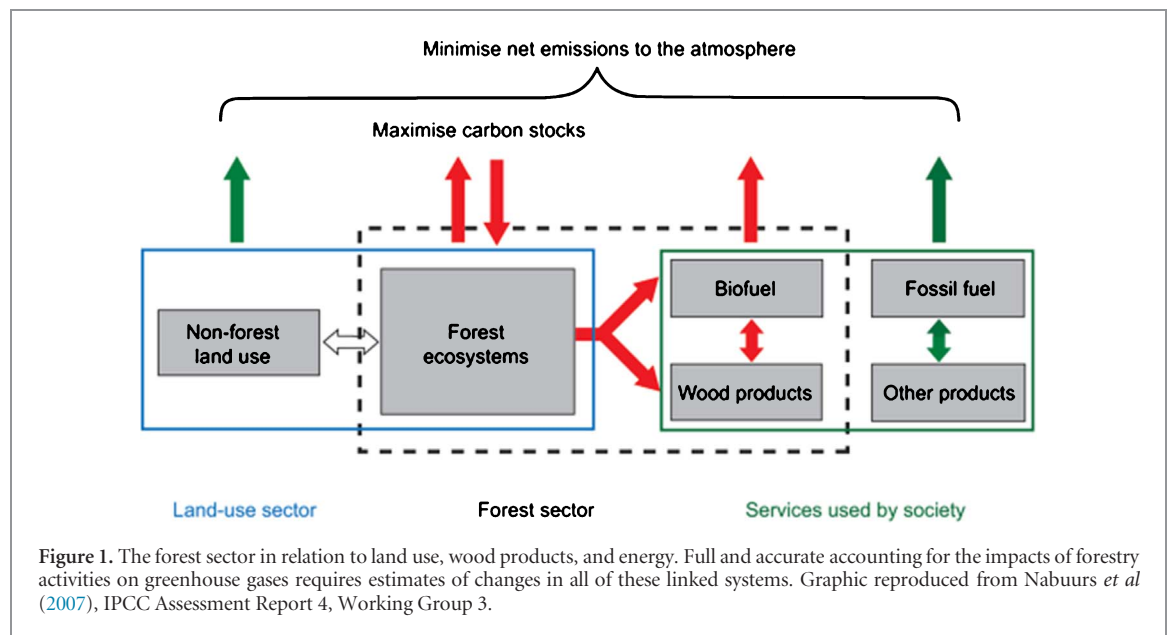 Minimise net emissions to the atmosphere
Maximise carbon stocks
Non-forest
land use
Forest
ecosystems
Biofuel
Wood products
Fossil fuel
Other products
Land-use sector
Forest sector
Services used by society
Figure 1. The forest sector in relation to land use, wood products, and energy. Full and accurate accounting for the impacts of forestry
activities on greenhouse gases requires estimates of changes in all of these linked systems. Graphic reproduced from Nabuurs et al
(2007), IPCC Assessment Report 4, Working Group 3.